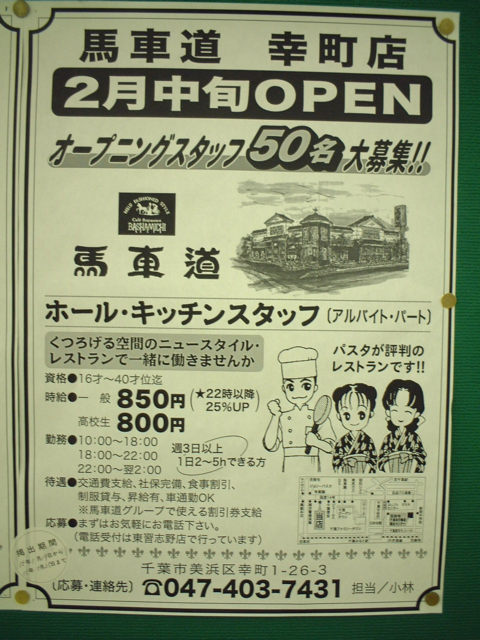 馬車道 幸町店
2月中旬OPEN
オープニングスタッフ50名大募集!!
BASHAMICHI
馬車道
ホール・キッチンスタッフ(アルバイト・パート)
くつろげる空間のニュースタイル・
レストランで一緒に働きませんか
パスタが評判の
レストランです!!
資格●16才〜40才位迄
時給●一般 850円 (★22時以降 25%UP)
高校生 800円
勤務●10:00〜18:00
18:00〜22:00
22:00〜翌2:00
週3日以上
1日2〜5hできる方
待遇●交通費支給、社保完備、食事割引、
制服貸与、昇給有、車通勤OK
※馬車道グループで使える割引券支給
応募●まずはお気軽にお電話下さい。
(電話受付は東習志野店で行っています)
掲出期間
千葉市美浜区幸町1-26-3
〔応募・連絡先〕☎047-403-7431 担当/小林